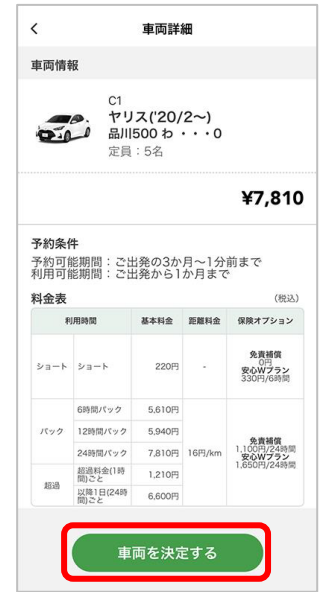 車両詳細
車両情報
C1
ヤリス('20/2〜)
品川500 わ ・・・0
定員：5名
¥7,810
予約条件
予約可能期間：ご出発の3か月〜1分前まで
利用可能期間：ご出発から1か月まで
料金表 (税込)
利用時間 基本料金 距離料金 保険オプション
ショート ショート 220円 -
免責補償
0円
安心Wプラン
330円/6時間
パック
6時間パック 5,610円
12時間パック 5,940円
24時間パック 7,810円 16円/km
免責補償
1,100円/24時間
安心Wプラン
1,650円/24時間
超過
超過料金(1時
間)ごと
1,210円
以降1日(24時
間)ごと
6,600円
車両を決定する